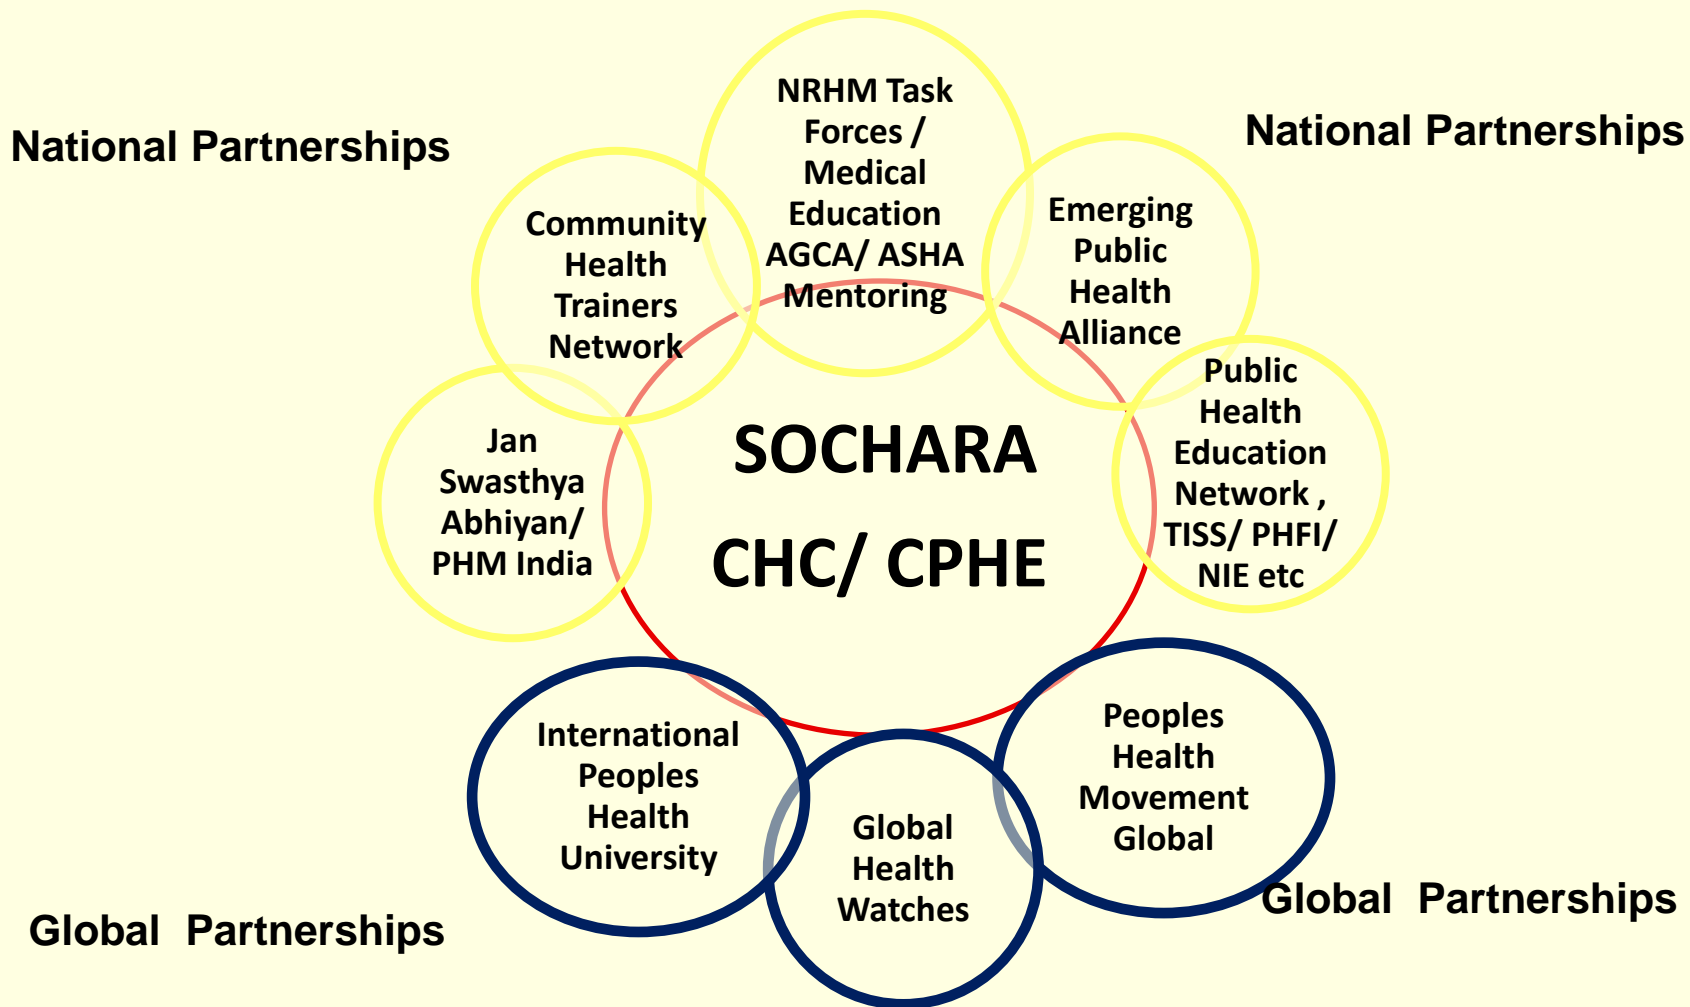 National Partnerships
NRHM Task
Forces /
Medical
Education
AGCA/ ASHA
Mentoring
National Partnerships
Community
Health
Trainers
Network
Emerging
Public
Health
Alliance
Jan
Swasthya
Abhiyan/
PHM India
SOCHARA
CHC/ CPHE
Public
Health
Education
Network ,
TISS/ PHFI/
NIE etc
International
Peoples
Health
University
Global
Health
Watches
Peoples
Health
Movement
Global
Global  Partnerships
Global  Partnerships